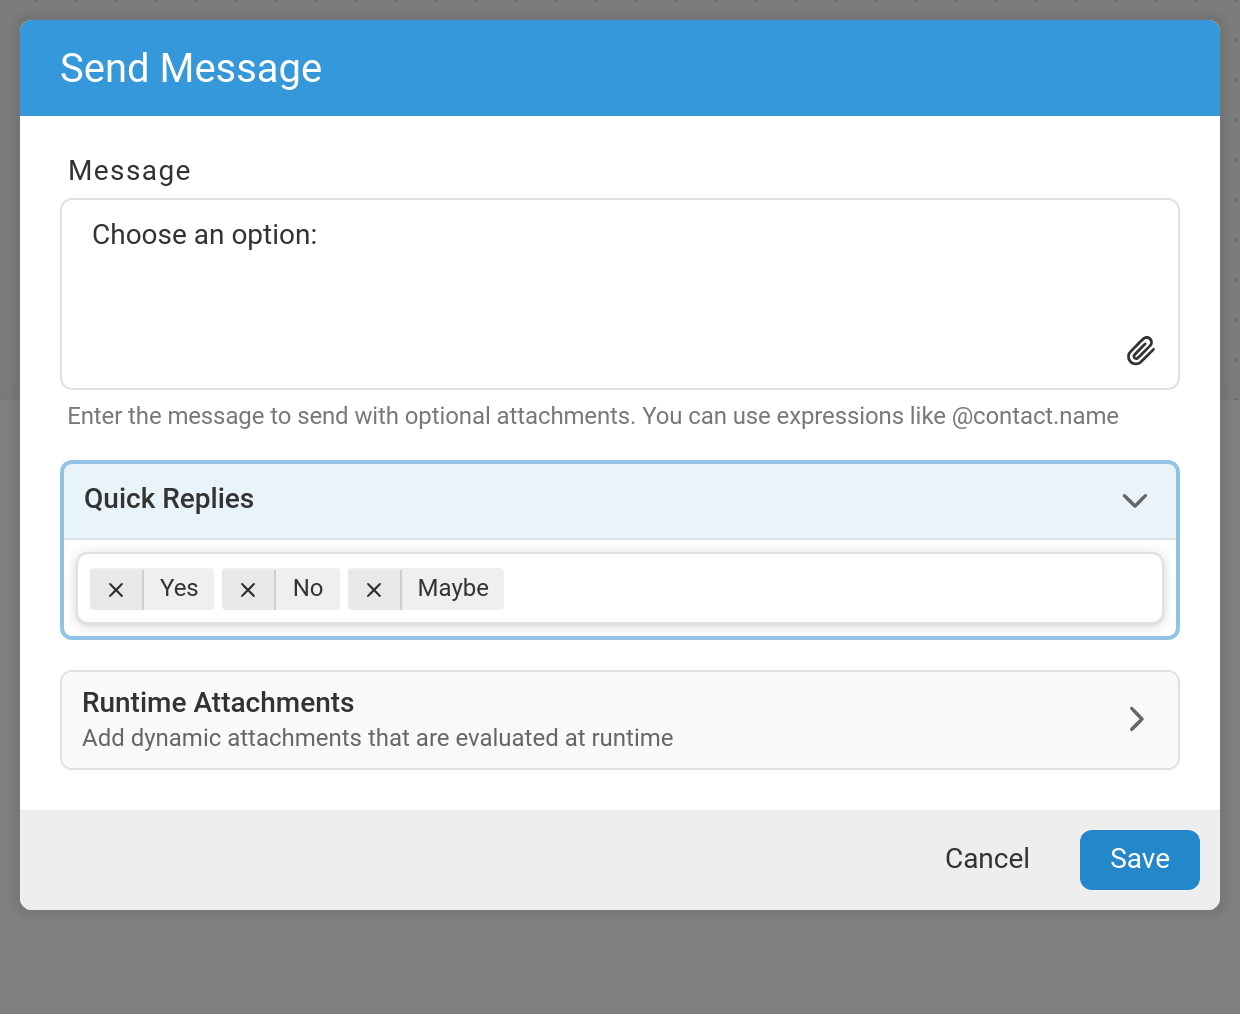 Send Message
Message
Choose an option:
Enter the message to send with optional attachments. You can use expressions like @contact.name
Quick Replies
Yes No Maybe
Runtime Attachments
Add dynamic attachments that are evaluated at runtime
Cancel Save